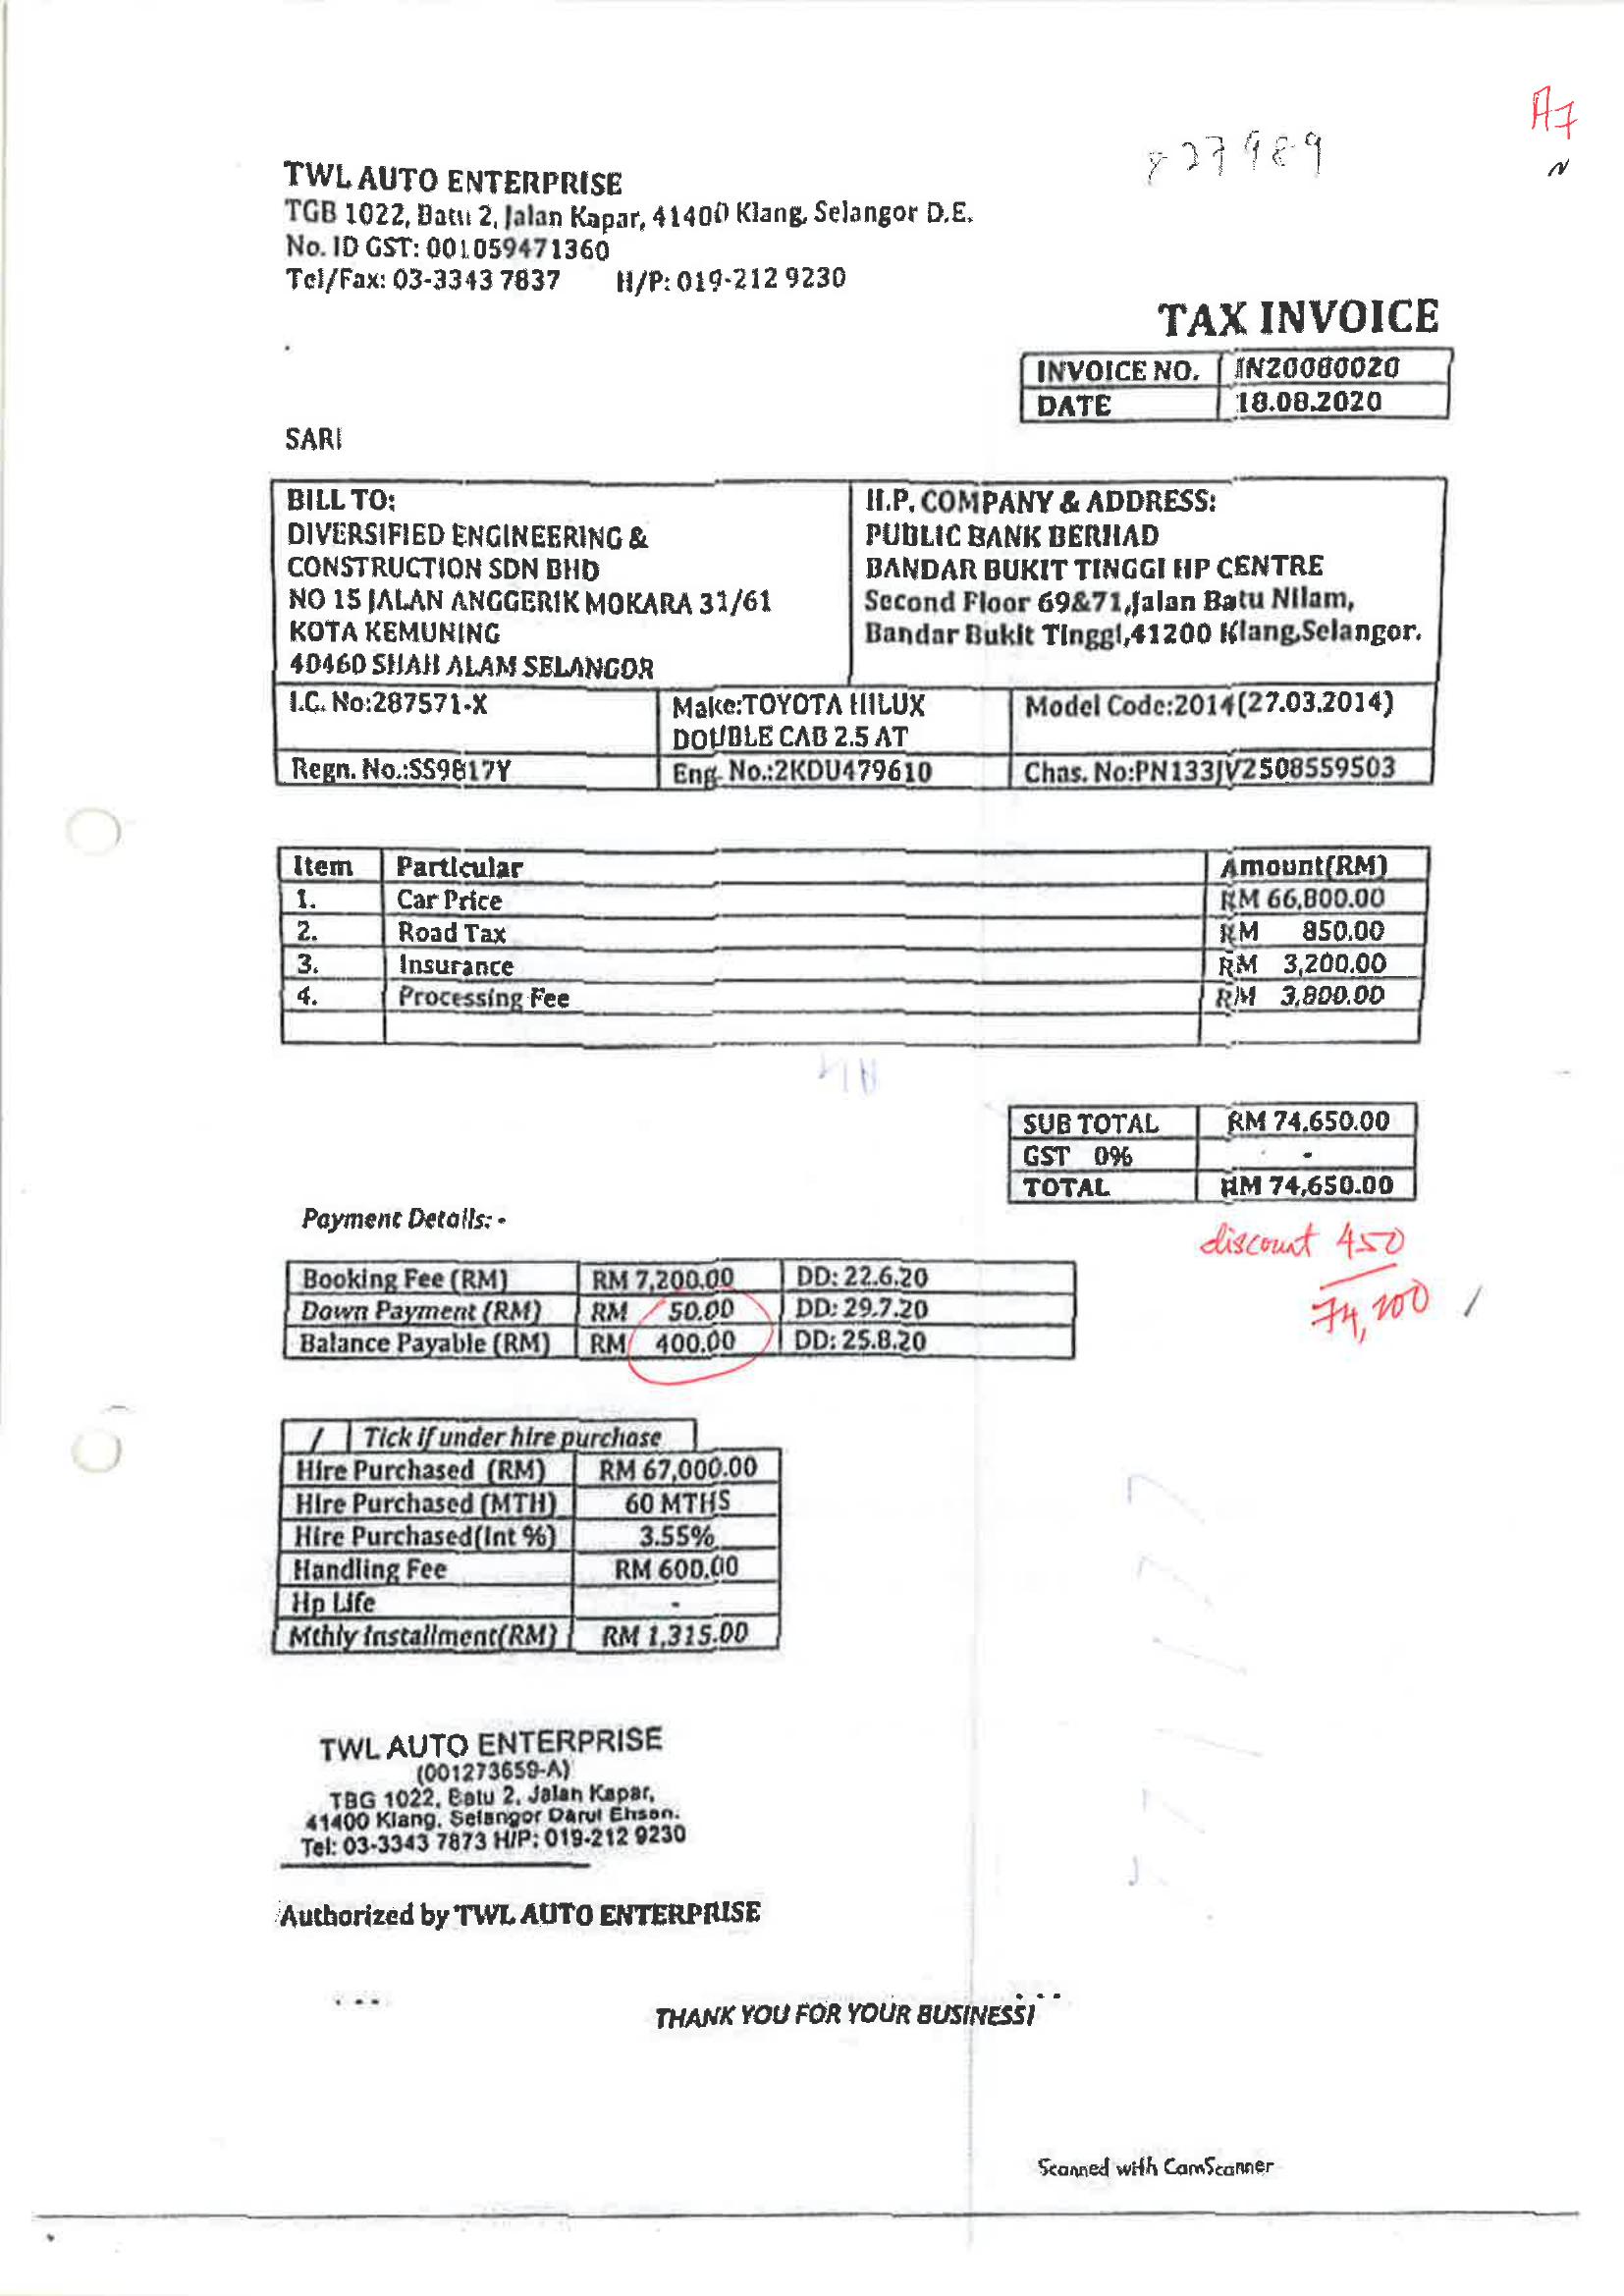 A7
N
TWL AUTO ENTERPRISE
TGB 1022, Batu 2, Jalan Kapar, 41400 Klang, Selangor D.E.
No. ID GST: 001059471360
Tel/Fax: 03-3343 7837 H/P: 019-212 9230
TAX INVOICE
INVOICE NO. IN20080020
DATE 18.08.2020
SARI
BILL TO: H.P. COMPANY & ADDRESS:
DIVERSIFIED ENGINEERING & PUBLIC BANK BERHAD
CONSTRUCTION SDN BHD BANDAR BUKIT TINGGI HP CENTRE
NO 15 JALAN ANGGERIK MOKARA 31/61 Second Floor 69&71,Jalan Batu Nilam,
KOTA KEMUNING Bandar Bukit Tinggi,41200 Klang,Selangor.
40460 SHAH ALAM SELANGOR
I.C. No:287571-X Make:TOYOTA HILUX Model Code:2014(27.03.2014)
DOUBLE CAB 2.5 AT
Regn. No.:SS9817Y Eng. No.:2KDU479610 Chas. No:PN133JV2508559503
Item Particular Amount(RM)
1. Car Price RM 66,800.00
2. Road Tax RM 850.00
3. Insurance RM 3,200.00
4. Processing Fee RM 3,800.00
SUB TOTAL RM 74,650.00
GST 0% -
TOTAL RM 74,650.00
Payment Details: -
discount 450
74,200 /
Booking Fee (RM) RM 7,200.00 DD: 22.6.20
Down Payment (RM) RM 50.00 DD: 29.7.20
Balance Payable (RM) RM 400.00 DD: 25.8.20
/ Tick if under hire purchase
Hire Purchased (RM) RM 67,000.00
Hire Purchased (MTH) 60 MTHS
Hire Purchased(Int %) 3.55%
Handling Fee RM 600.00
Hp Life -
Mthly Installment(RM) RM 1,315.00
TWL AUTO ENTERPRISE
(001273659-A)
TBG 1022, Batu 2, Jalan Kapar,
41400 Klang, Selangor Darul Ehsan.
Tel: 03-3343 7873 H/P: 019-212 9230
Authorized by TWL AUTO ENTERPRISE
THANK YOU FOR YOUR BUSINESS!
Scanned with CamScanner